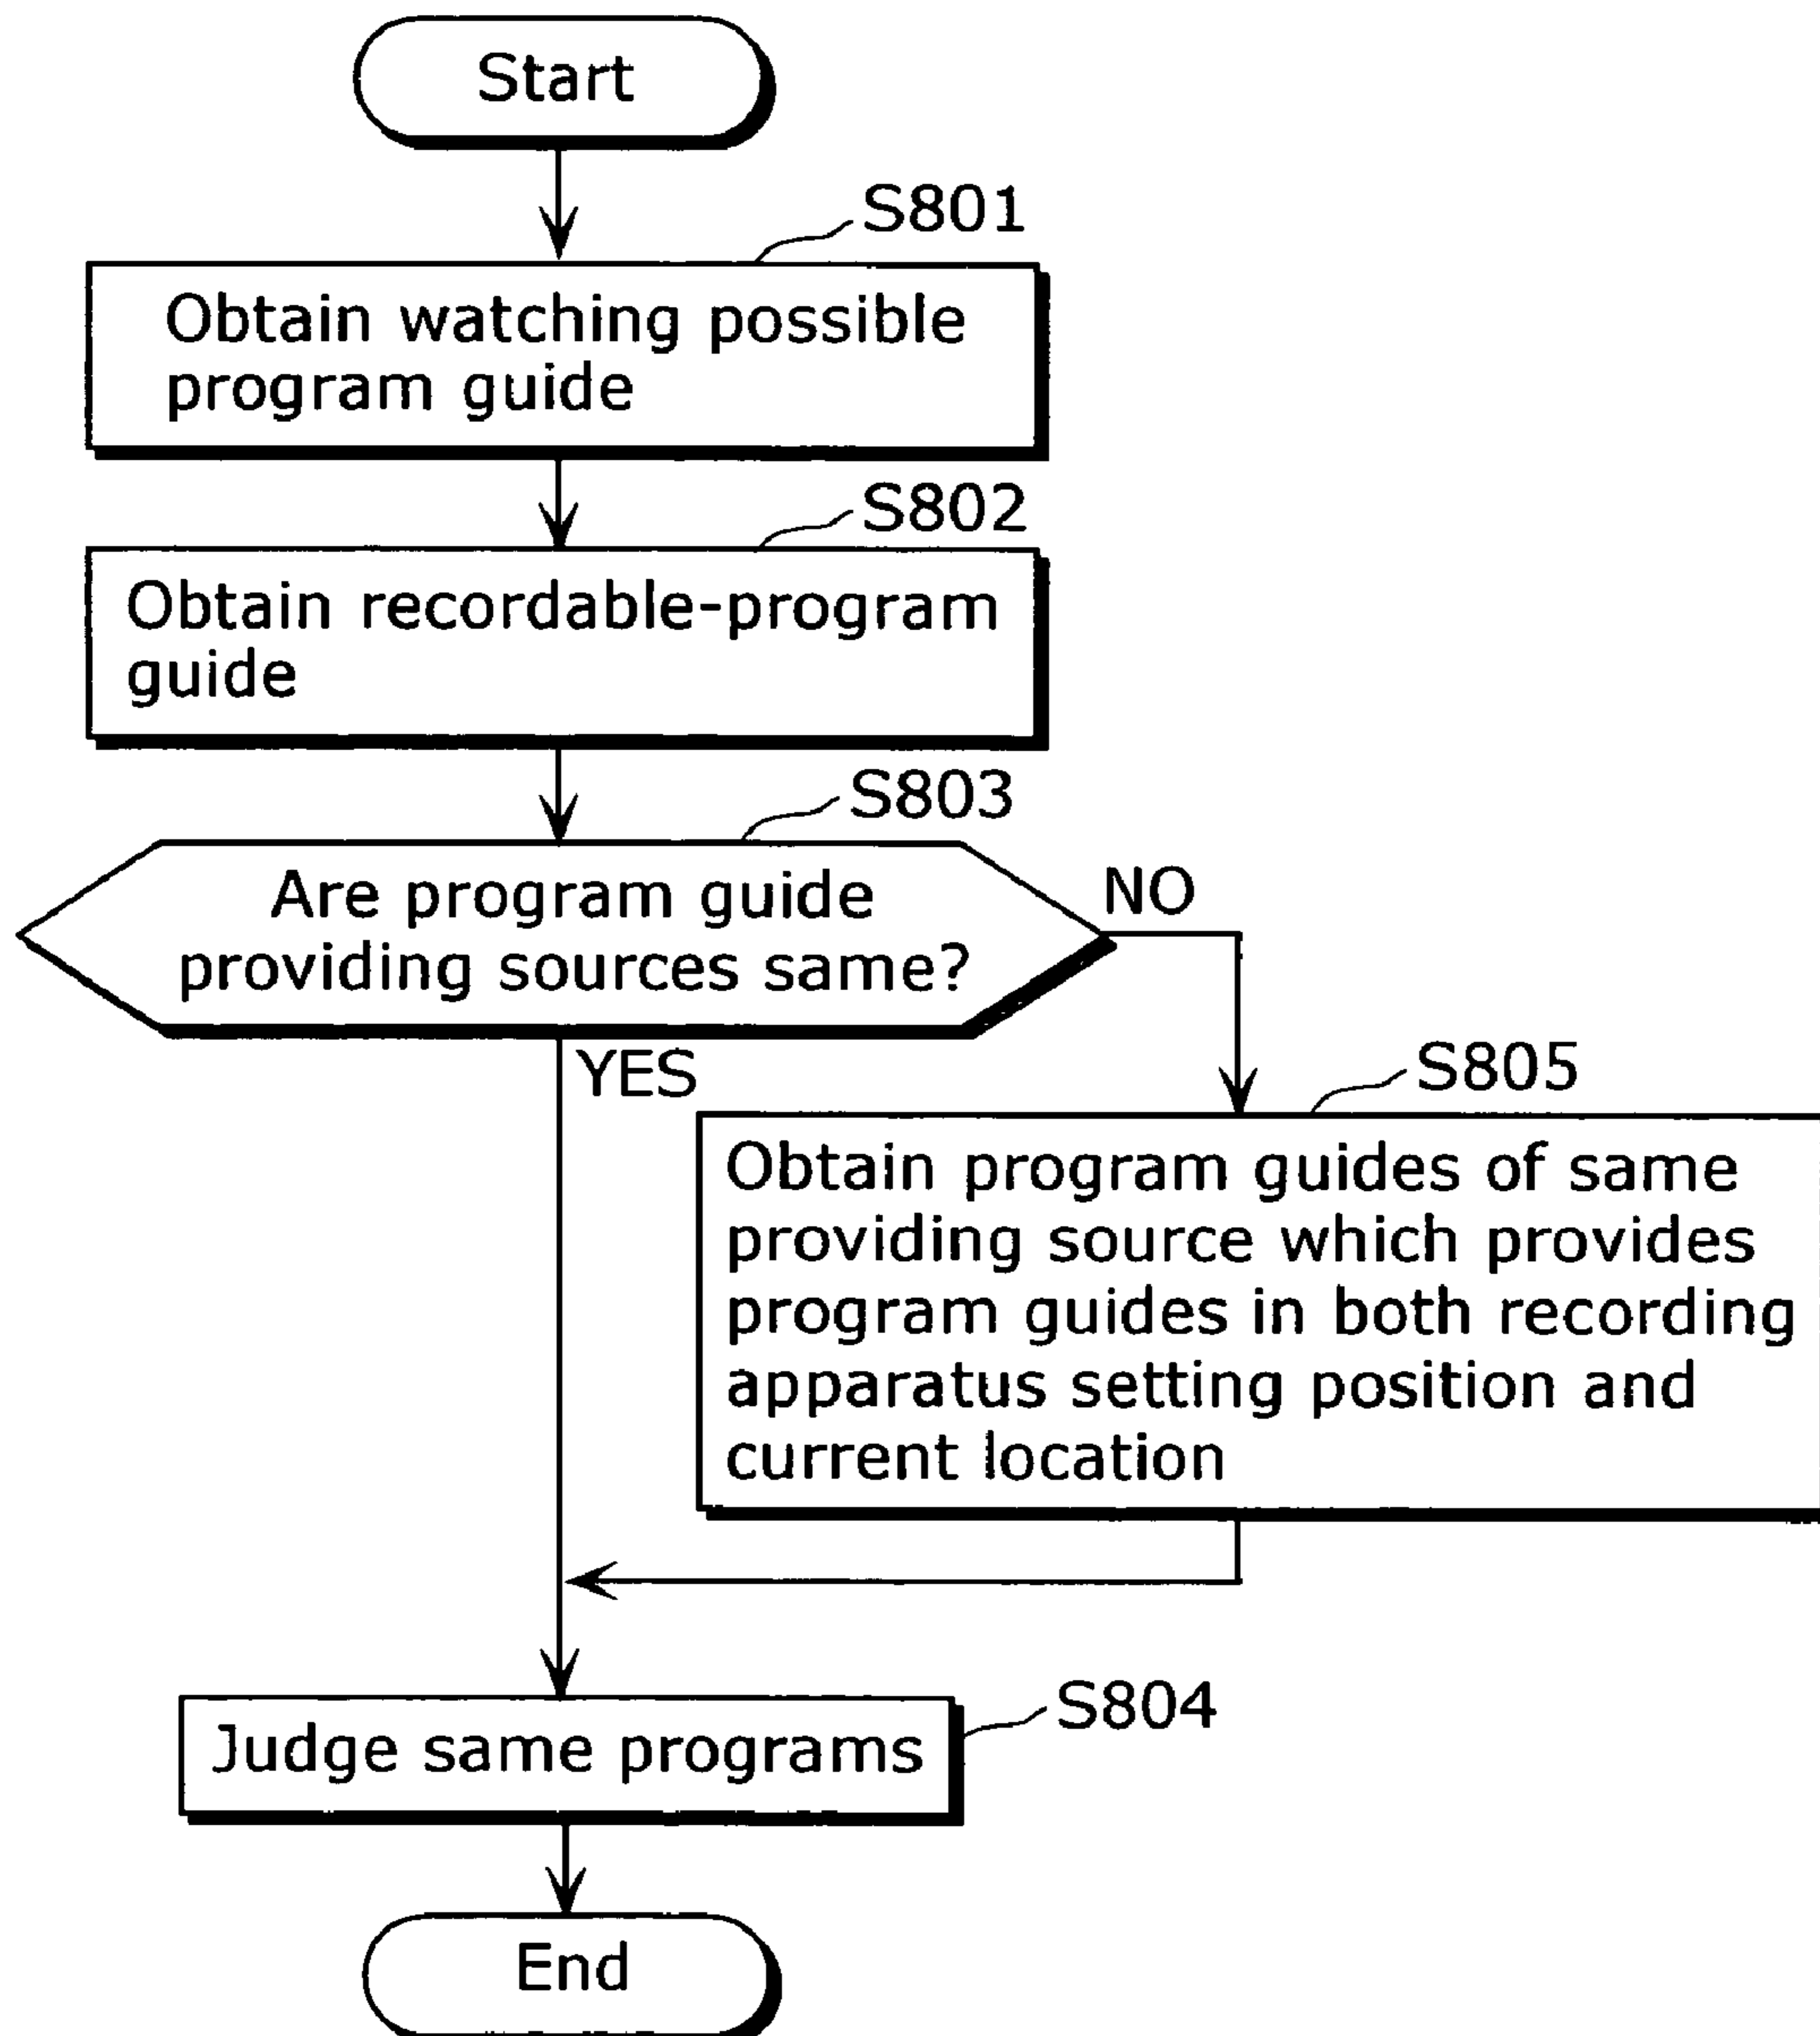 Start
S801
Obtain watching possible
program guide
S802
Obtain recordable-program
guide
S803
Are program guide
providing sources same?
NO
YES
S805
Obtain program guides of same
providing source which provides
program guides in both recording
apparatus setting position and
current location
S804
Judge same programs
End